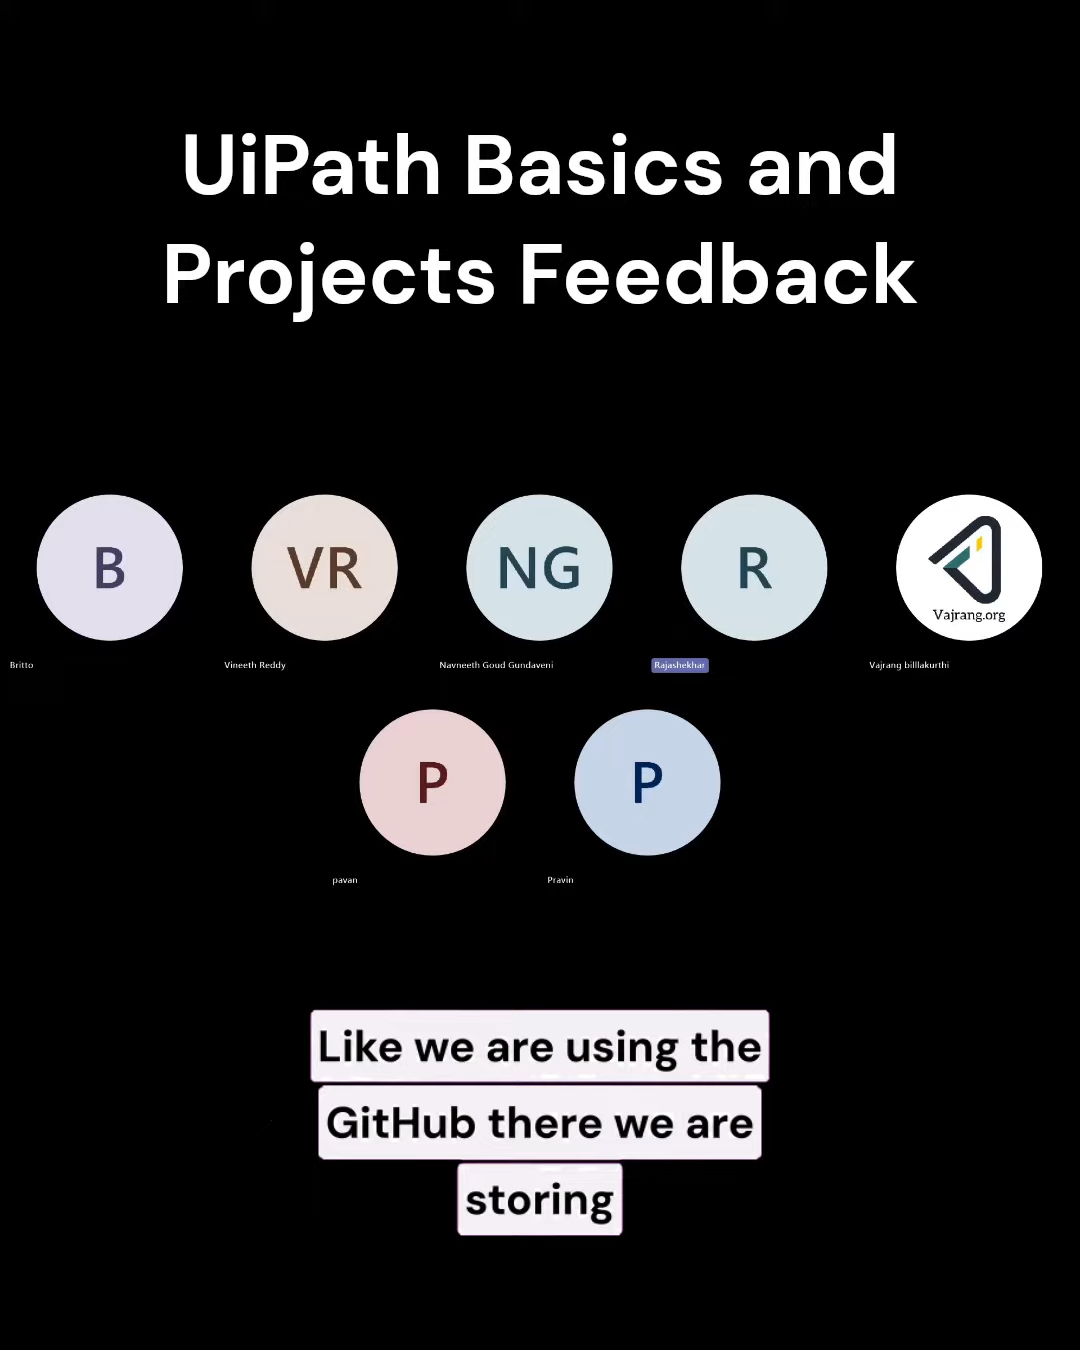 UiPath Basics and
Projects Feedback
B
VR
NG
R
Vajrang.org
Britto
Vineeth Reddy
Navneeth Goud Gundaveni
Rajashekhar
Vajrang billlakurthi
P
P
pavan
Pravin
Like we are using the
GitHub there we are
storing